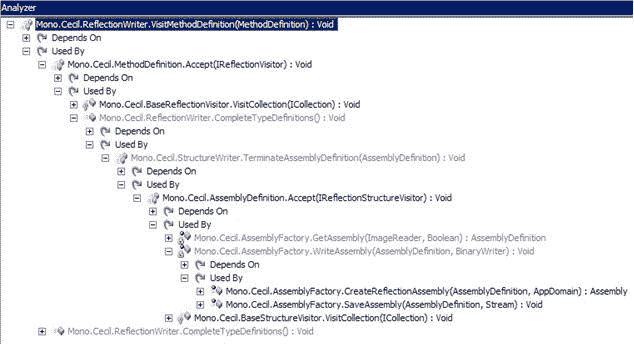 Analyzer
Mono.Cecil.ReflectionWriter.VisitMethodDefinition(MethodDefinition) : Void
Depends On
Used By
Mono.Cecil.MethodDefinition.Accept(IReflectionVisitor) : Void
Depends On
Used By
Mono.Cecil.BaseReflectionVisitor.VisitCollection(ICollection) : Void
Mono.Cecil.ReflectionWriter.CompleteTypeDefinitions() : Void
Depends On
Used By
Mono.Cecil.StructureWriter.TerminateAssemblyDefinition(AssemblyDefinition) : Void
Depends On
Used By
Mono.Cecil.AssemblyDefinition.Accept(IReflectionStructureVisitor) : Void
Depends On
Used By
Mono.Cecil.AssemblyFactory.GetAssembly(ImageReader, Boolean) : AssemblyDefinition
Mono.Cecil.AssemblyFactory.WriteAssembly(AssemblyDefinition, BinaryWriter) : Void
Depends On
Used By
Mono.Cecil.AssemblyFactory.CreateReflectionAssembly(AssemblyDefinition, AppDomain) : Assembly
Mono.Cecil.AssemblyFactory.SaveAssembly(AssemblyDefinition, Stream) : Void
Mono.Cecil.BaseStructureVisitor.VisitCollection(ICollection) : Void
Mono.Cecil.ReflectionWriter.CompleteTypeDefinitions() : Void